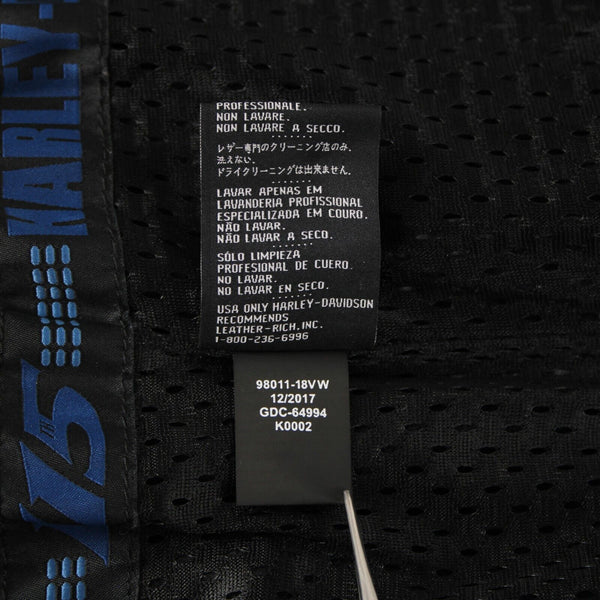 HARLEY-
115TH
PROFESSIONALE.
NON LAVARE.
NON LAVARE A SECCO.
レザー専門のクリーニング店のみ.
洗えない.
ドライクリーニングは出来ません.
LAVAR APENAS EM
LAVANDERIA PROFISSIONAL
ESPECIALIZADA EM COURO.
NÃO LAVAR.
NÃO LAVAR A SECO.
SÓLO LIMPIEZA
PROFESIONAL DE CUERO.
NO LAVAR.
NO LAVAR EN SECO.
USA ONLY HARLEY-DAVIDSON
RECOMMENDS
LEATHER-RICH, INC.
1-800-236-6996
98011-18VW
12/2017
GDC-64994
K0002